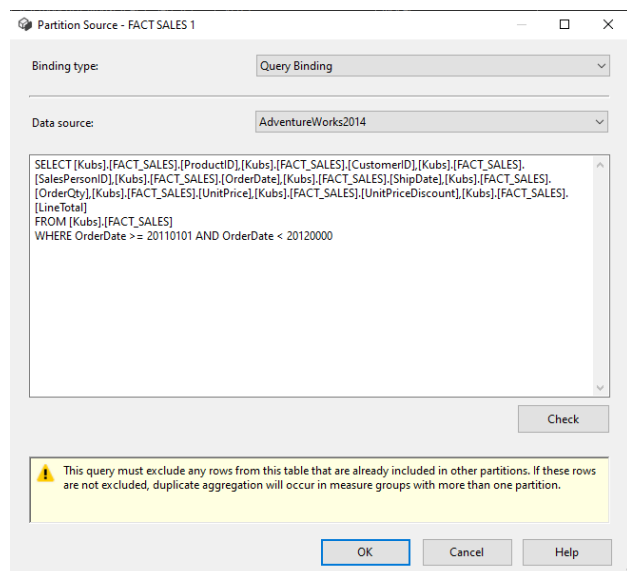 Partition Source - FACT SALES 1
Binding type:
Query Binding
Data source:
AdventureWorks2014
SELECT [Kubs].[FACT_SALES].[ProductID],[Kubs].[FACT_SALES].[CustomerID],[Kubs].[FACT_SALES].
[SalesPersonID],[Kubs].[FACT_SALES].[OrderDate],[Kubs].[FACT_SALES].[ShipDate],[Kubs].[FACT_SALES].
[OrderQty],[Kubs].[FACT_SALES].[UnitPrice],[Kubs].[FACT_SALES].[UnitPriceDiscount],[Kubs].[FACT_SALES].
[LineTotal]
FROM [Kubs].[FACT_SALES]
WHERE OrderDate >= 20110101 AND OrderDate < 20120000
Check
This query must exclude any rows from this table that are already included in other partitions. If these rows
are not excluded, duplicate aggregation will occur in measure groups with more than one partition.
OK
Cancel
Help